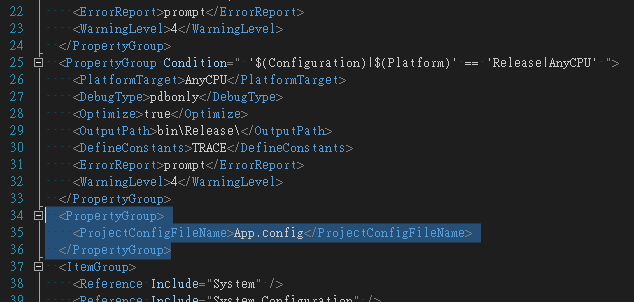 22 <ErrorReport>prompt</ErrorReport>
23 <WarningLevel>4</WarningLevel>
24 </PropertyGroup>
25 <PropertyGroup Condition=" '$(Configuration)|$(Platform)' == 'Release|AnyCPU' ">
26 <PlatformTarget>AnyCPU</PlatformTarget>
27 <DebugType>pdbonly</DebugType>
28 <Optimize>true</Optimize>
29 <OutputPath>bin\Release\</OutputPath>
30 <DefineConstants>TRACE</DefineConstants>
31 <ErrorReport>prompt</ErrorReport>
32 <WarningLevel>4</WarningLevel>
33 </PropertyGroup>
34 <PropertyGroup>
35 <ProjectConfigFileName>App.config</ProjectConfigFileName>
36 </PropertyGroup>
37 <ItemGroup>
38 <Reference Include="System" />
39 <Reference Include="System.Configuration" />